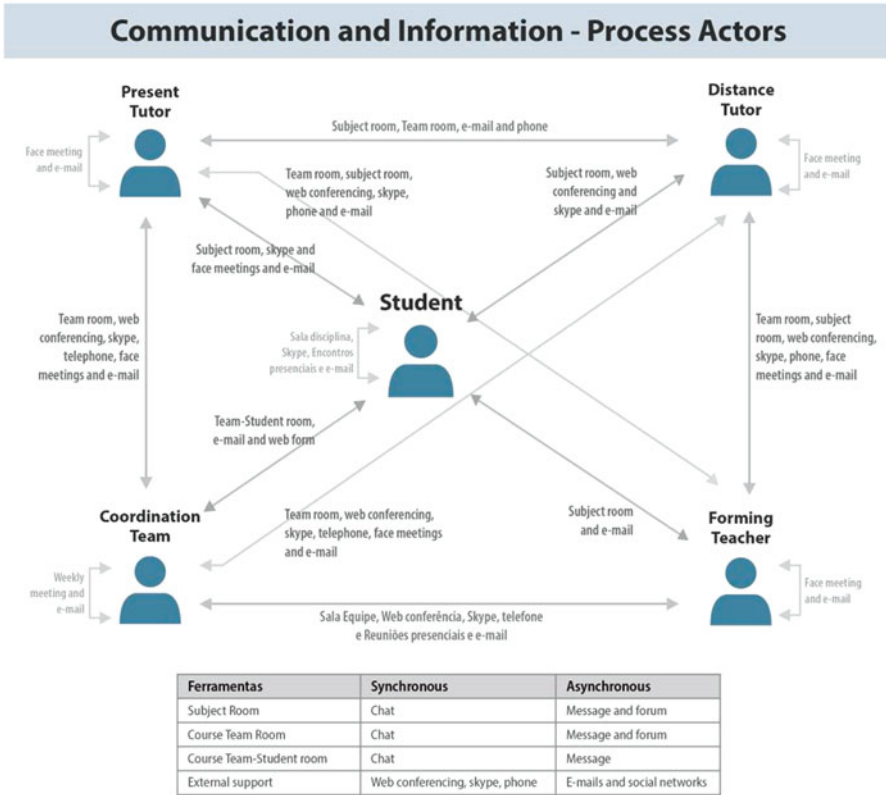 Communication and Information - Process Actors
Present
Tutor
Distance
Tutor
Subject room, Team room, e-mail and phone
Face meeting
and e-mail
Face meeting
and e-mail
Team room, subject room,
web conferencing, skype,
phone and e-mail
Subject room, web
conferencing and
skype and e-mail
Subject room, skype and
face meetings and e-mail
Student
Team room, web
conferencing, skype,
telephone, face
meetings and e-mail
Sala disciplina,
Skype, Encontros
presenciais e e-mail
Team room, subject
room, web conferencing,
skype, phone, face
meetings and e-mail
Team-Student room,
e-mail and web form
Coordination
Team
Team room, web conferencing,
skype, telephone, face meetings
and e-mail
Subject room
and e-mail
Forming
Teacher
Weekly
meeting and
e-mail
Face meeting
and e-mail
Sala Equipe, Web conferência, Skype, telefone
e Reuniões presenciais e e-mail
Ferramentas Synchronous Asynchronous
Subject Room Chat Message and forum
Course Team Room Chat Message and forum
Course Team-Student room Chat Message
External support Web conferencing, skype, phone E-mails and social networks